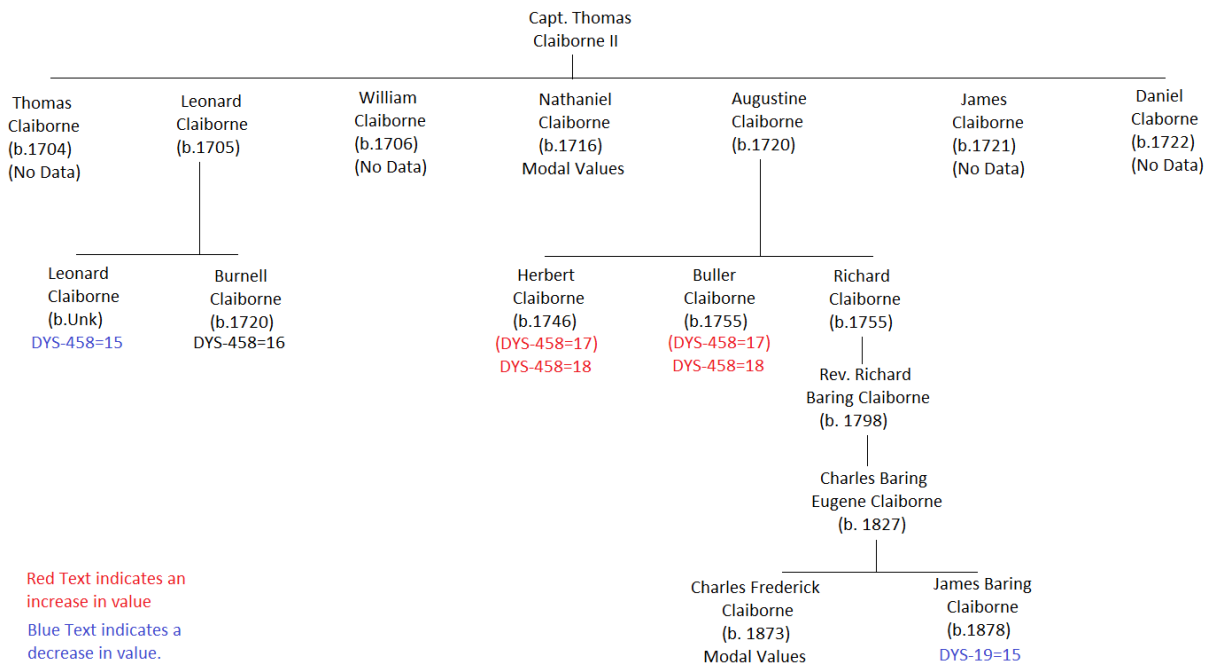 Capt. Thomas
Claiborne II
Thomas
Claiborne
(b.1704)
(No Data)
Leonard
Claiborne
(b.1705)
William
Claiborne
(b.1706)
(No Data)
Nathaniel
Claiborne
(b.1716)
Modal Values
Augustine
Claiborne
(b.1720)
James
Claiborne
(b.1721)
(No Data)
Daniel
Claborne
(b.1722)
(No Data)
Leonard
Claiborne
(b.Unk)
DYS-458=15
Burnell
Claiborne
(b.1720)
DYS-458=16
Herbert
Claiborne
(b.1746)
(DYS-458=17)
DYS-458=18
Buller
Claiborne
(b.1755)
(DYS-458=17)
DYS-458=18
Richard
Claiborne
(b.1755)
Rev. Richard
Baring Claiborne
(b. 1798)
Charles Baring
Eugene Claiborne
(b. 1827)
Charles Frederick
Claiborne
(b. 1873)
Modal Values
James Baring
Claiborne
(b.1878)
DYS-19=15
Red Text indicates an
increase in value
Blue Text indicates a
decrease in value.